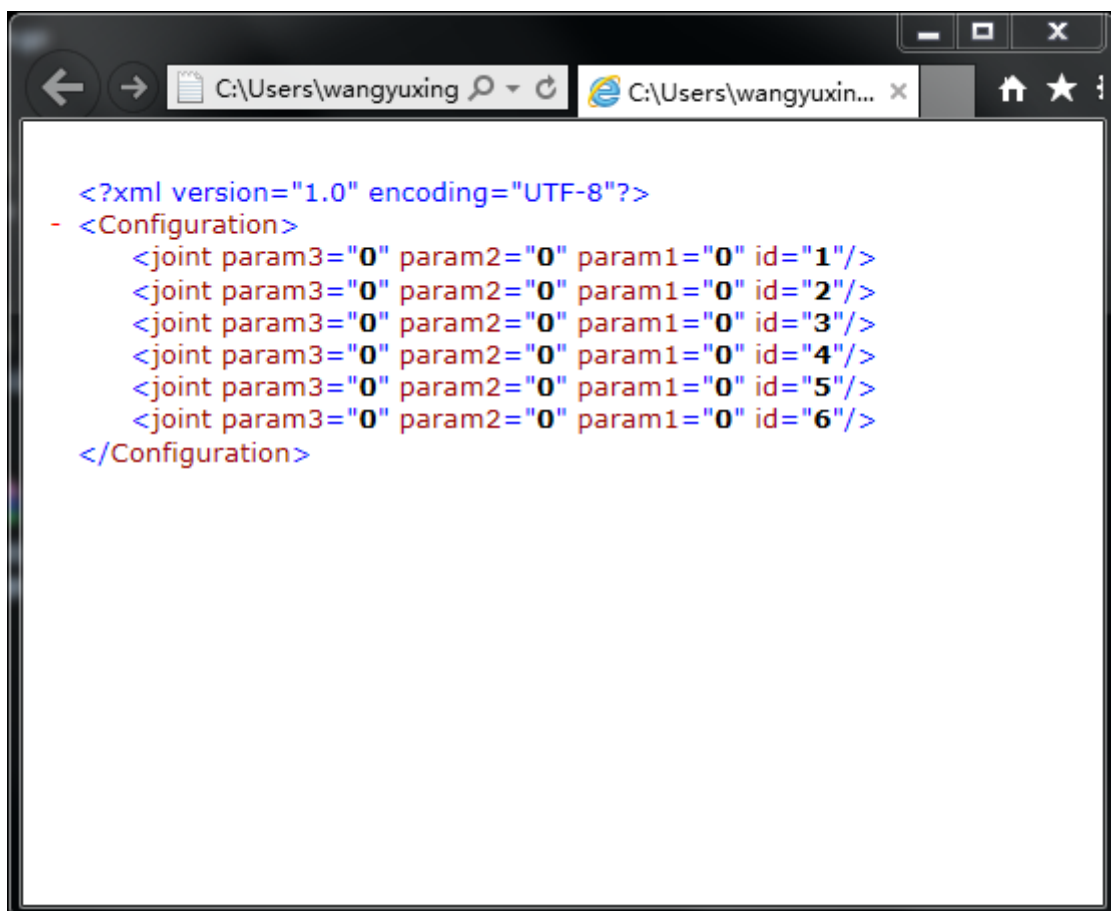 C:\Users\wangyuxing
C:\Users\wangyuxin...
<?xml version="1.0" encoding="UTF-8"?>
- <Configuration>
<joint param3="0" param2="0" param1="0" id="1"/>
<joint param3="0" param2="0" param1="0" id="2"/>
<joint param3="0" param2="0" param1="0" id="3"/>
<joint param3="0" param2="0" param1="0" id="4"/>
<joint param3="0" param2="0" param1="0" id="5"/>
<joint param3="0" param2="0" param1="0" id="6"/>
</Configuration>